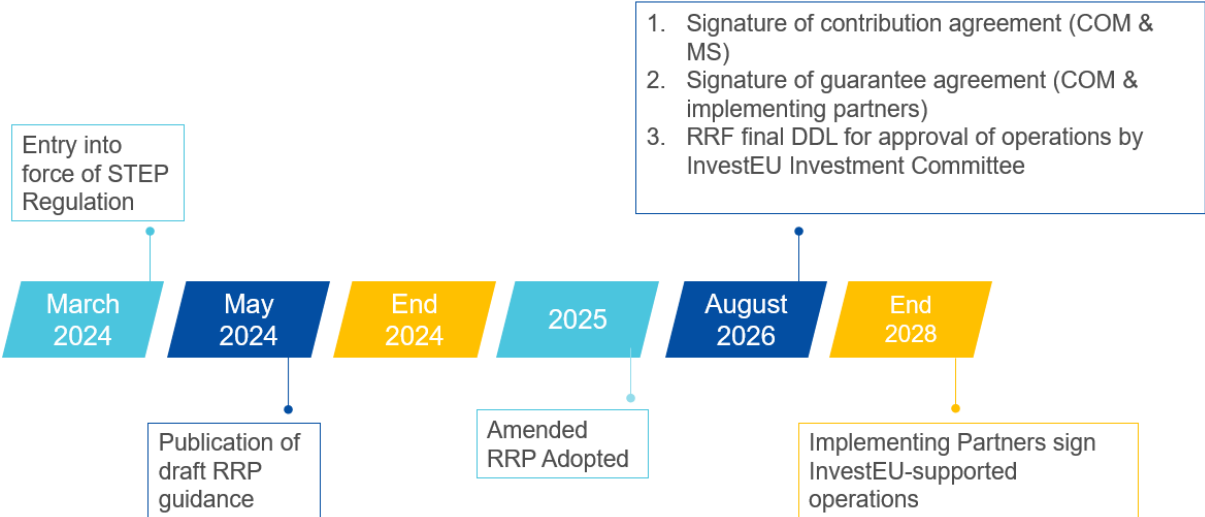 1. Signature of contribution agreement (COM &
MS)
2. Signature of guarantee agreement (COM &
implementing partners)
3. RRF final DDL for approval of operations by
InvestEU Investment Committee
Entry into
force of STEP
Regulation
March
2024
May
2024
End
2024
2025
August
2026
End
2028
Publication of
draft RRP
guidance
Amended
RRP Adopted
Implementing Partners sign
InvestEU-supported
operations